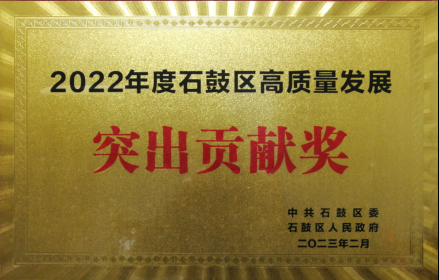 2022年度石鼓区高质量发展
突出贡献奖
中共石鼓区委
石鼓区人民政府
二〇二三年二月